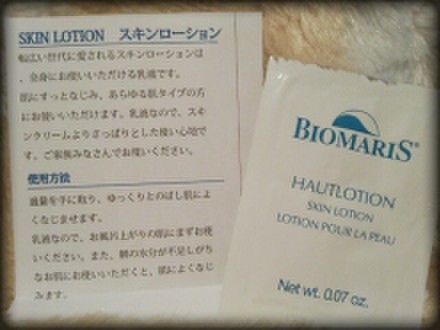 SKIN LOTION　スキンローション
幅広い世代に愛されるスキンローションは
、全身にお使いいただける乳液です。
肌にすっとなじみ、あらゆる肌タイプの方
にお使いいただけます。乳液なので、スキ
ンクリームよりさっぱりとした使い心地で
す。ご家族みなさんでお使いください。
使用方法
適量を手に取り、ゆっくりとのばし肌によ
くなじませます。
乳液なので、お風呂上がりの肌にまずお使
いください。また、朝の水分が不足しがち
なお肌にお使いいただくと、肌によくなじ
みます。
BIOMARIS®
HAUTLOTION
SKIN LOTION
LOTION POUR LA PEAU
Net wt. 0.07 oz.